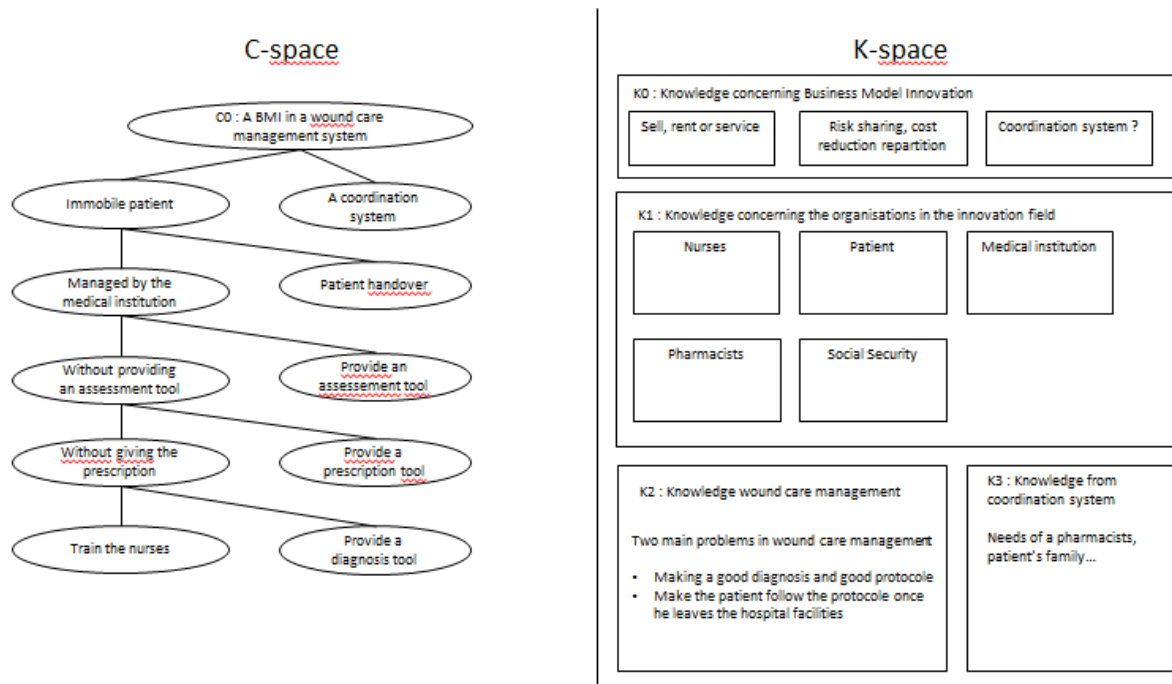 C-space
C0 : A BMI in a wound care
management system
Immobile patient
A coordination
system
Managed by the
medical institution
Patient handover
Without providing
an assessment tool
Provide an
assessement tool
Without giving the
prescription
Provide a
prescription tool
Train the nurses
Provide a
diagnosis tool
K-space
K0 : Knowledge concerning Business Model Innovation
Sell, rent or service
Risk sharing, cost
reduction repartition
Coordination system ?
K1 : Knowledge concerning the organisations in the innovation field
Nurses
Patient
Medical institution
Pharmacists
Social Security
K2 : Knowledge wound care management
Two main problems in wound care management
• Making a good diagnosis and good protocole
• Make the patient follow the protocole once
he leaves the hospital facilities
K3 : Knowledge from
coordination system
Needs of a pharmacists,
patient's family...